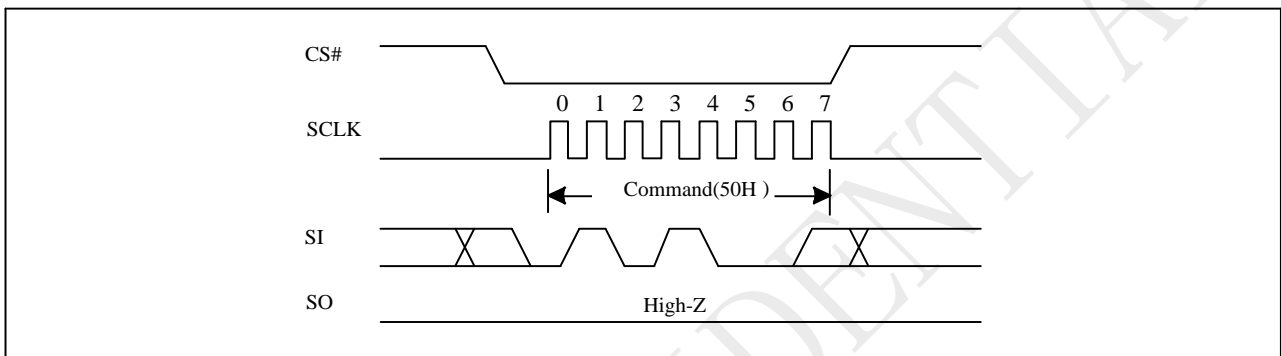 CS#
0 1 2 3 4 5 6 7
SCLK
Command(50H )
SI
SO
High-Z